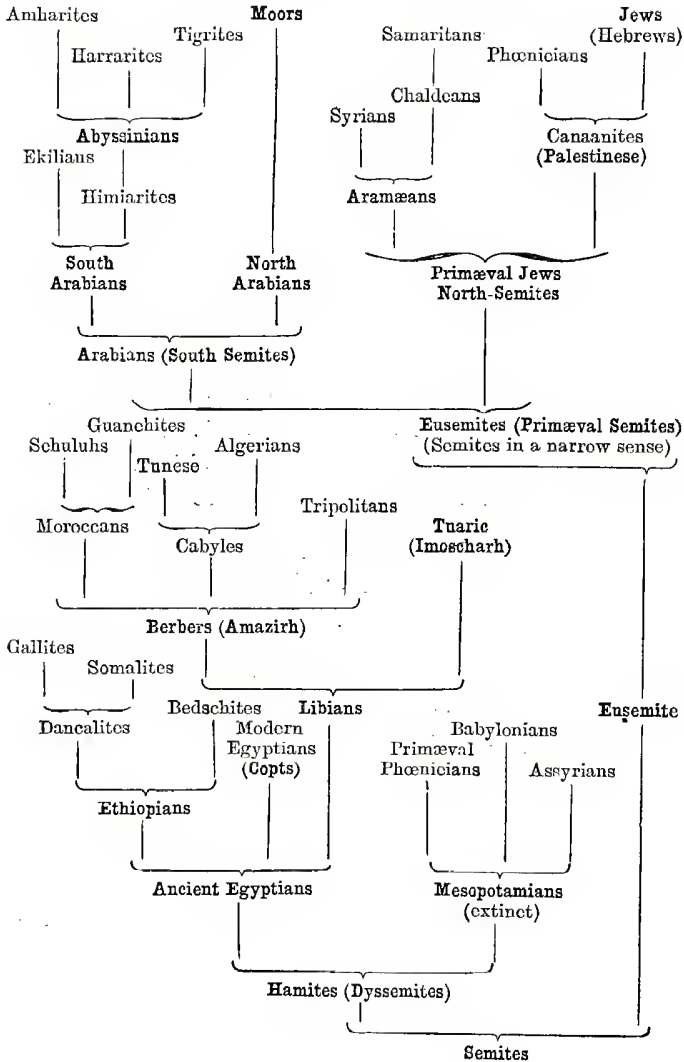 Amharites
Harrarites
Tigrites
Moors
Samaritans
Phœnicians
Jews
(Hebrews)
Abyssinians
Syrians
Chaldeans
Canaanites
(Palestinese)
Ekilians
Himiarites
Aramæans
South
Arabians
North
Arabians
Primæval Jews
North-Semites
Arabians (South Semites)
Eusemites (Primæval Semites)
(Semites in a narrow sense)
Guanchites
Schuluhs
Tunese
Algerians
Tripolitans
Tuaric
(Imoscharh)
Moroccans
Cabyles
Berbers (Amazirh)
Gallites
Somalites
Bedschites
Libians
Eusemite
Dancalites
Modern
Egyptians
(Copts)
Babylonians
Primæval
Phœnicians
Assyrians
Ethiopians
Ancient Egyptians
Mesopotamians
(extinct)
Hamites (Dyssemites)
Semites